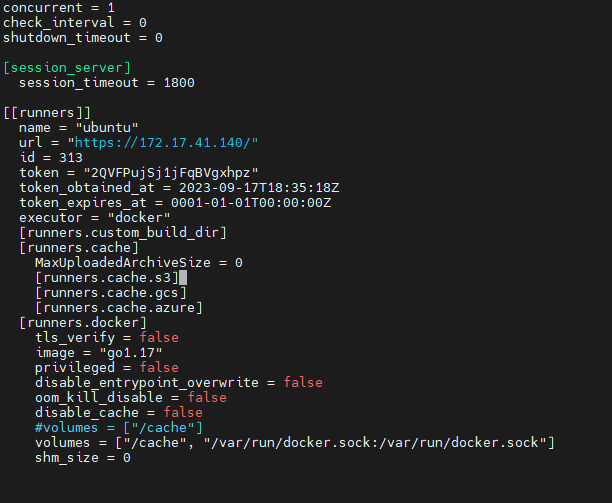 concurrent = 1
check_interval = 0
shutdown_timeout = 0
[session_server]
session_timeout = 1800
[[runners]]
name = "ubuntu"
url = "https://172.17.41.140/"
id = 313
token = "2QVFPujSj1jFqBVgxhpz"
token_obtained_at = 2023-09-17T18:35:18Z
token_expires_at = 0001-01-01T00:00:00Z
executor = "docker"
[runners.custom_build_dir]
[runners.cache]
MaxUploadedArchiveSize = 0
[runners.cache.s3]
[runners.cache.gcs]
[runners.cache.azure]
[runners.docker]
tls_verify = false
image = "go1.17"
privileged = false
disable_entrypoint_overwrite = false
oom_kill_disable = false
disable_cache = false
#volumes = ["/cache"]
volumes = ["/cache", "/var/run/docker.sock:/var/run/docker.sock"]
shm_size = 0